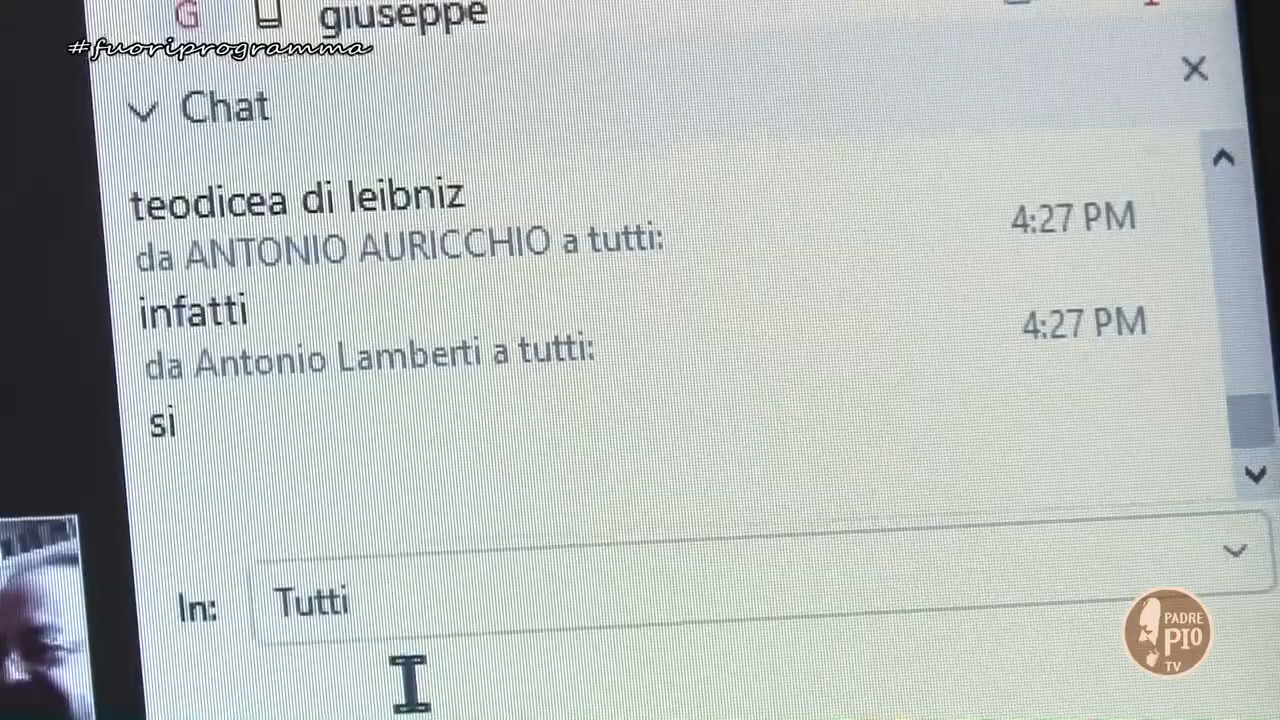 G giuseppe
#fuoriprogramma
Chat
teodicea di leibniz
da ANTONIO AURICCHIO a tutti: 4:27 PM
infatti
da Antonio Lamberti a tutti: 4:27 PM
si
In: Tutti
PADRE
PIO
TV